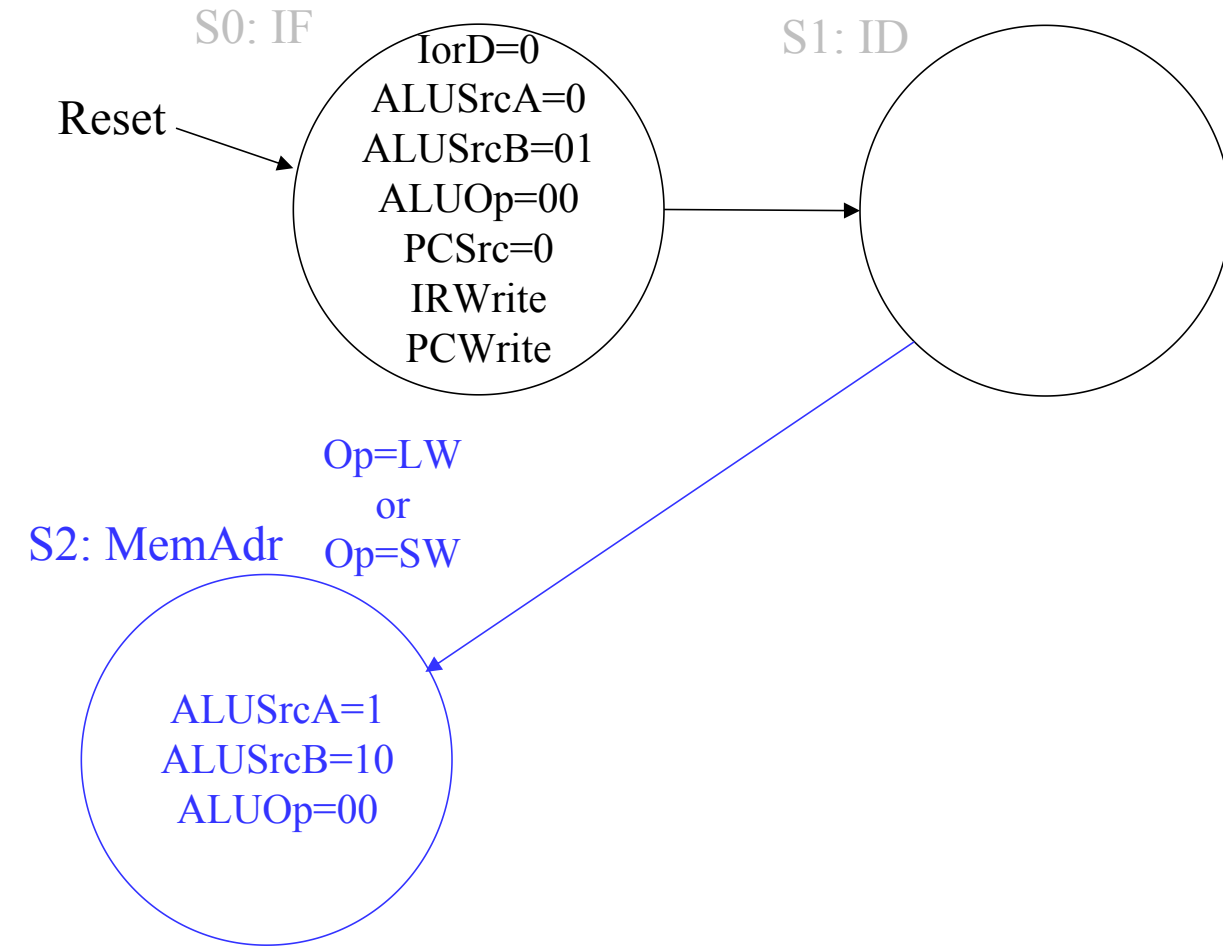 S0: IF
S1: ID
Reset
IorD=0
ALUSrcA=0
ALUSrcB=01
ALUOp=00
PCSrc=0
IRWrite
PCWrite
Op=LW
or
Op=SW
S2: MemAdr
ALUSrcA=1
ALUSrcB=10
ALUOp=00